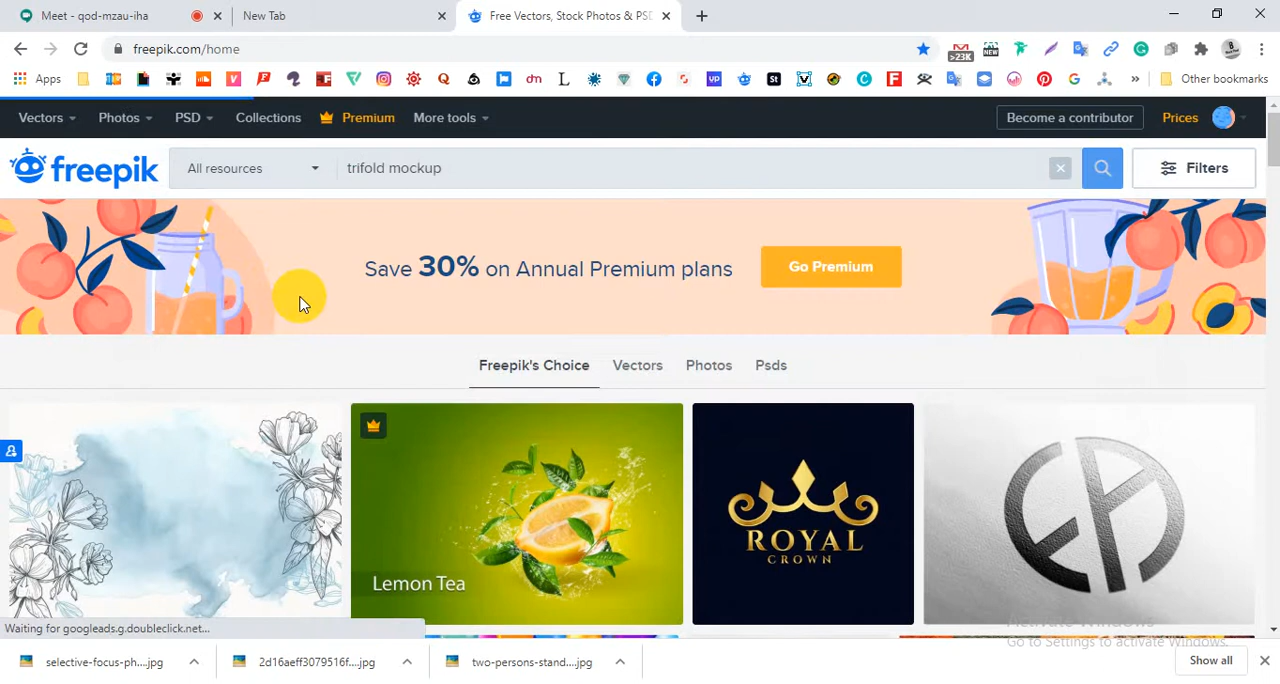 Meet - qod-mzau-iha
New Tab
Free Vectors, Stock Photos & PSD
freepik.com/home
>23K
NEW
Apps
Other bookmarks
Vectors
Photos
PSD
Collections
Premium
More tools
Become a contributor
Prices
freepik
All resources
trifold mockup
Filters
Save 30% on Annual Premium plans
Go Premium
Freepik's Choice
Vectors
Photos
Psds
Lemon Tea
ROYAL
CROWN
Waiting for googleads.g.doubleclick.net...
Activate Windows
Go to Settings to activate Windows.
selective-focus-ph....jpg
2d16aeff3079516f....jpg
two-persons-stand....jpg
Show all